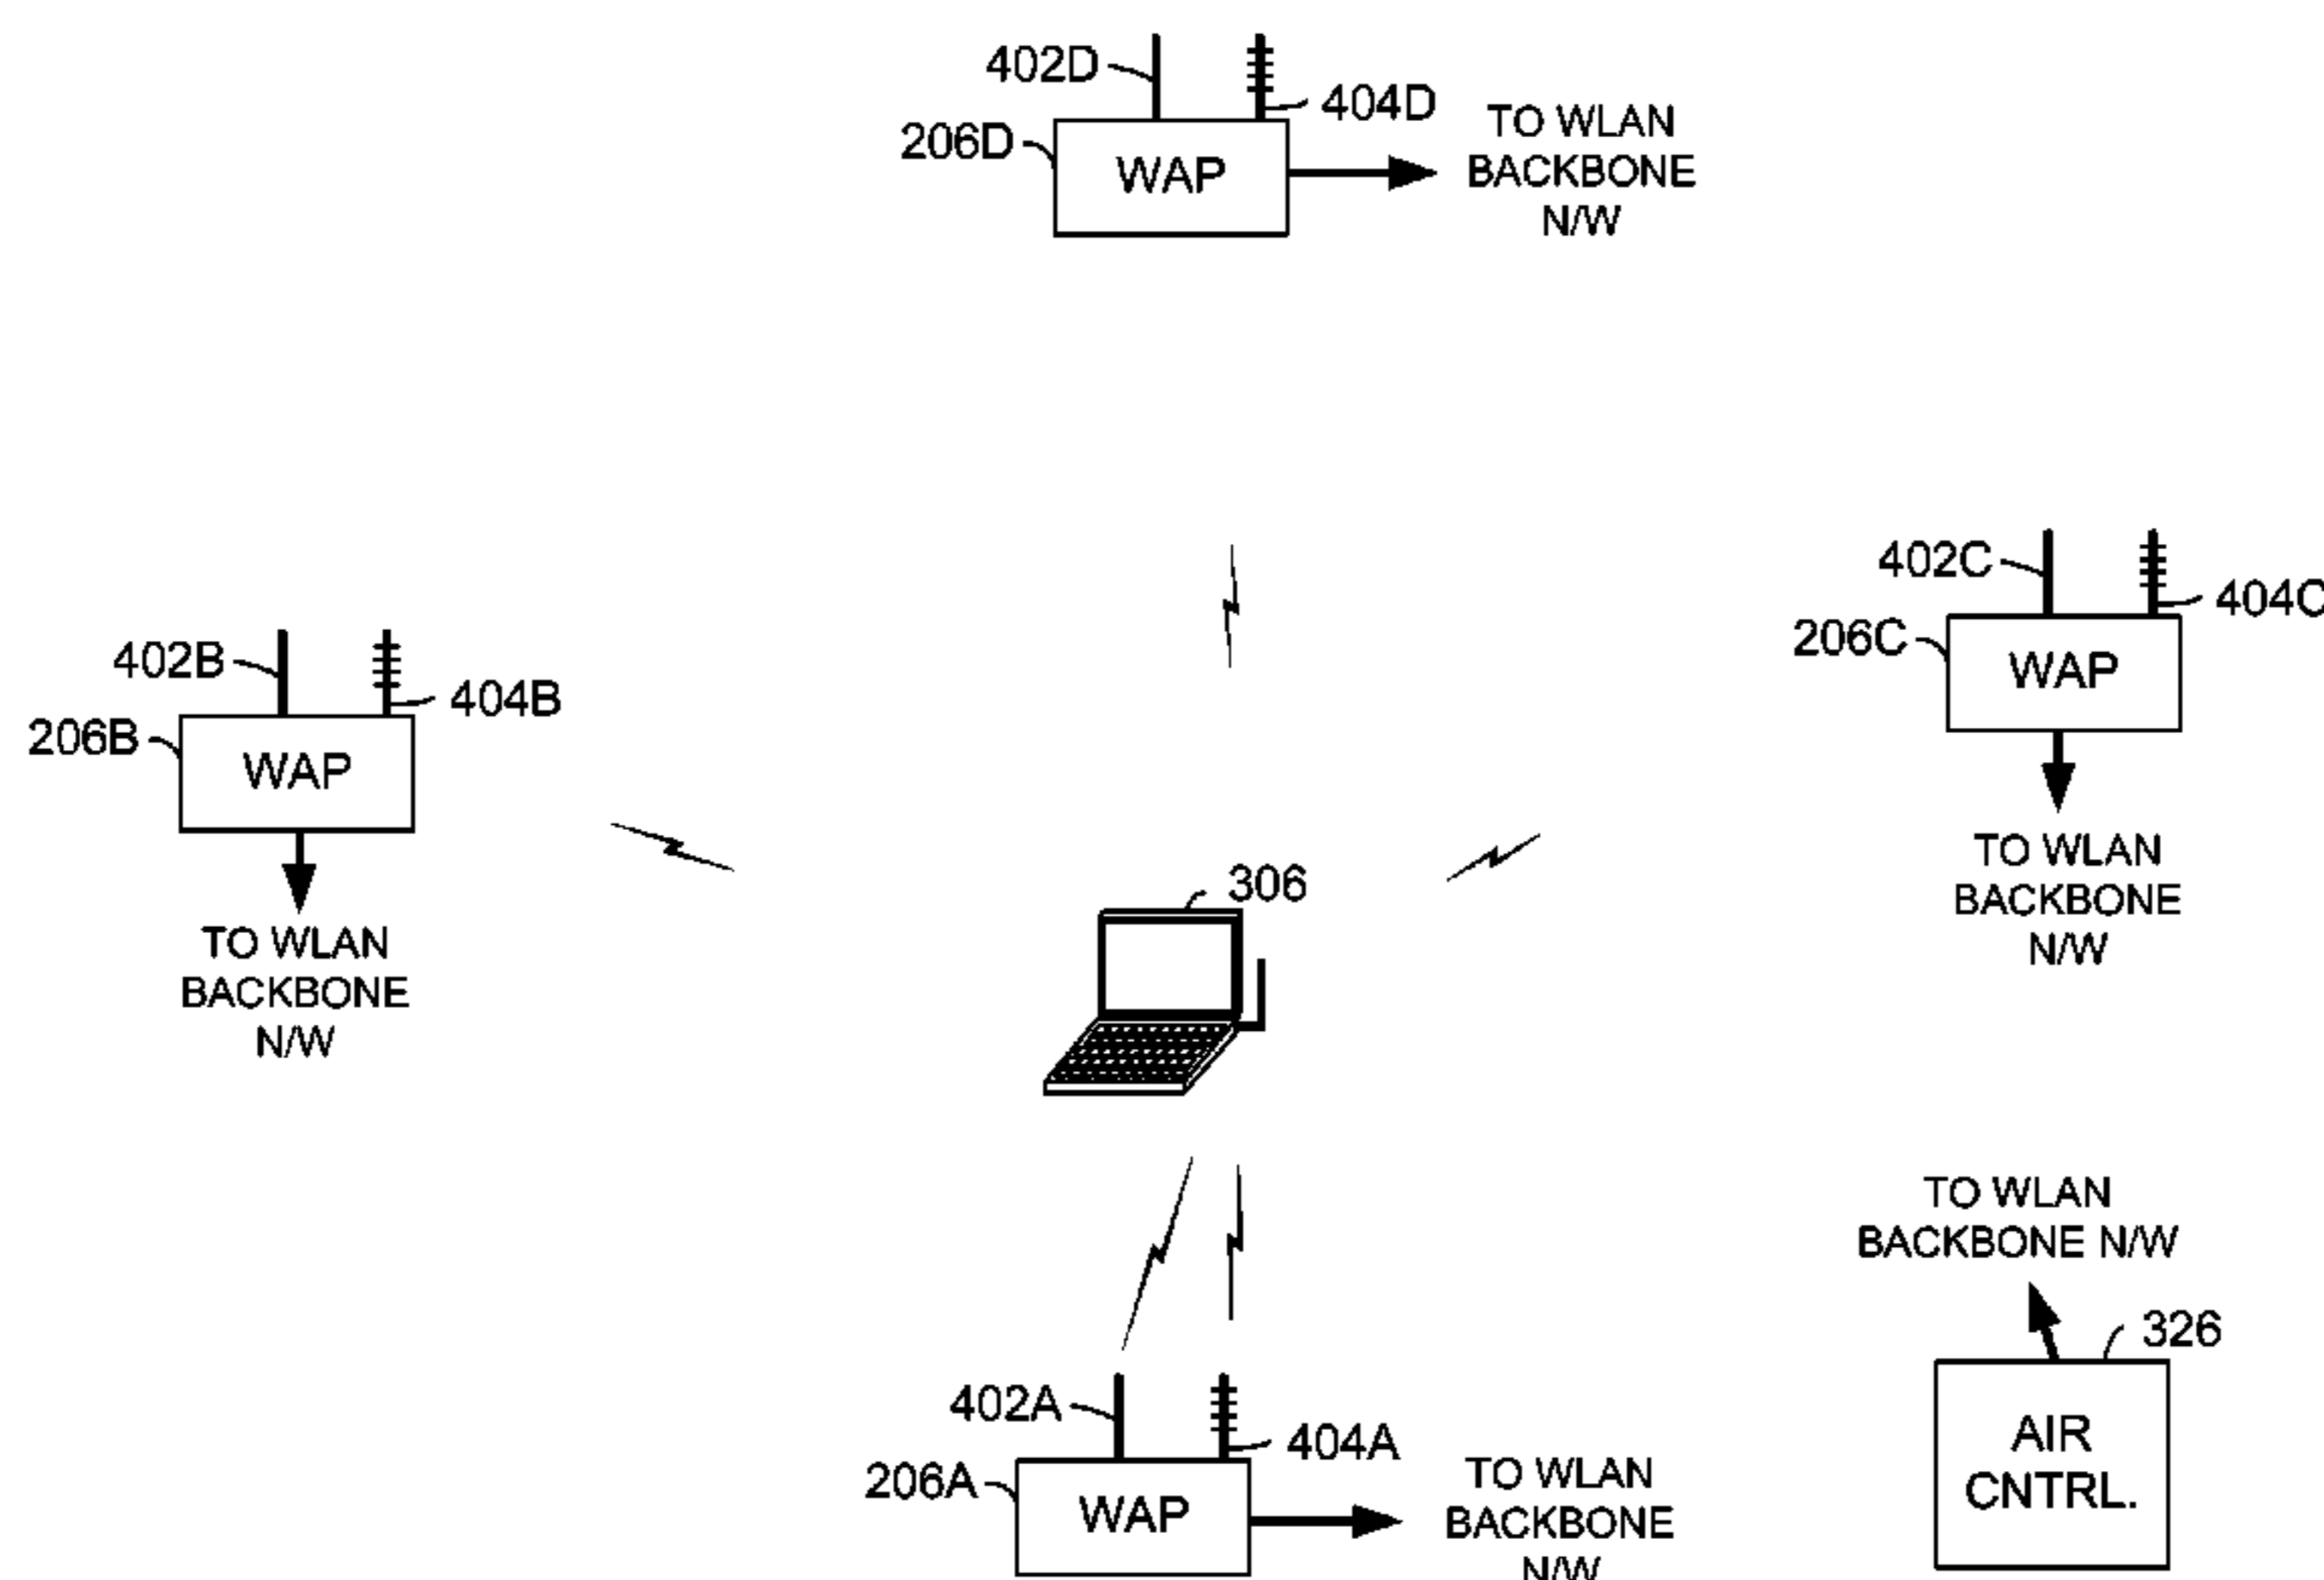 402D
404D
206D
WAP
TO WLAN
BACKBONE
N/W
402C
404C
206C
WAP
TO WLAN
BACKBONE
N/W
402B
404B
206B
WAP
TO WLAN
BACKBONE
N/W
306
TO WLAN
BACKBONE N/W
326
AIR
CNTRL.
402A
404A
206A
WAP
TO WLAN
BACKBONE
N/W